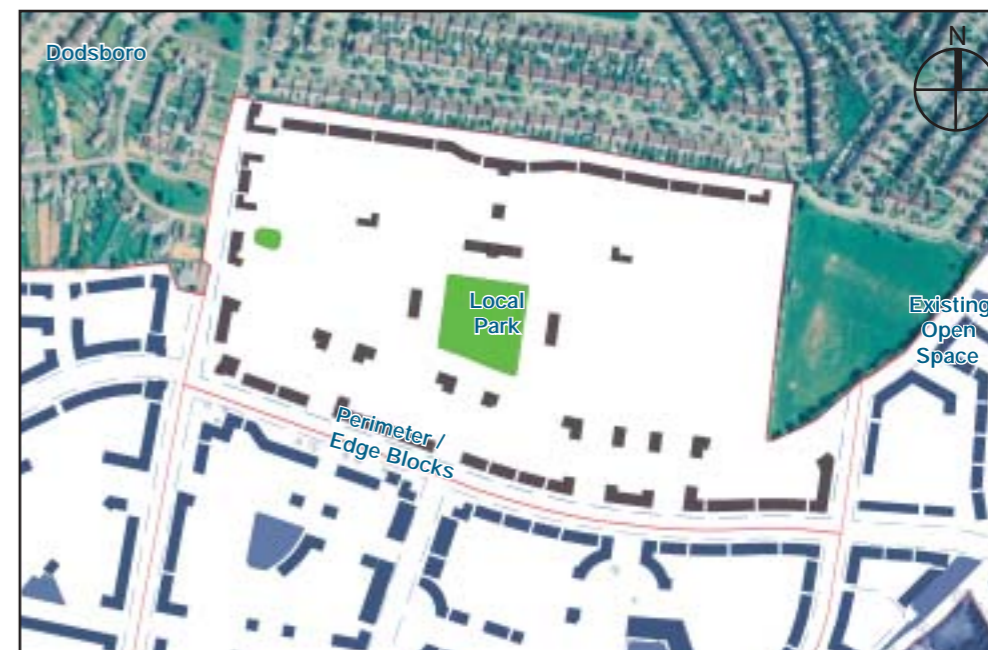 Dodsboro
N
Local
Park
Existing
Open
Space
Perimeter /
Edge Blocks